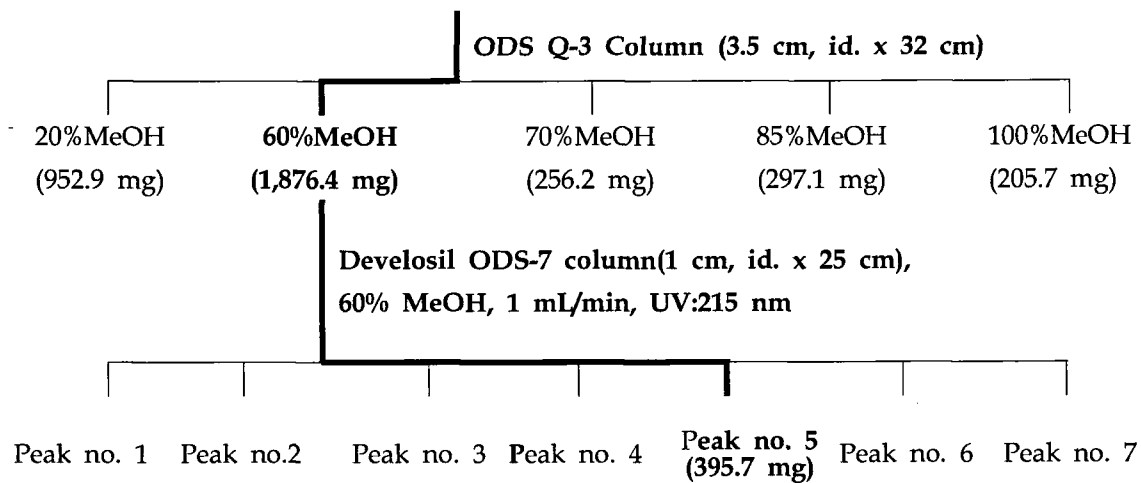 ODS Q-3 Column (3.5 cm, id. x 32 cm)
20%MeOH 60%MeOH 70%MeOH 85%MeOH 100%MeOH
(952.9 mg) (1,876.4 mg) (256.2 mg) (297.1 mg) (205.7 mg)
Develosil ODS-7 column(1 cm, id. x 25 cm),
60% MeOH, 1 mL/min, UV:215 nm
Peak no. 1 Peak no.2 Peak no. 3 Peak no. 4 Peak no. 5 Peak no. 6 Peak no. 7
(395.7 mg)